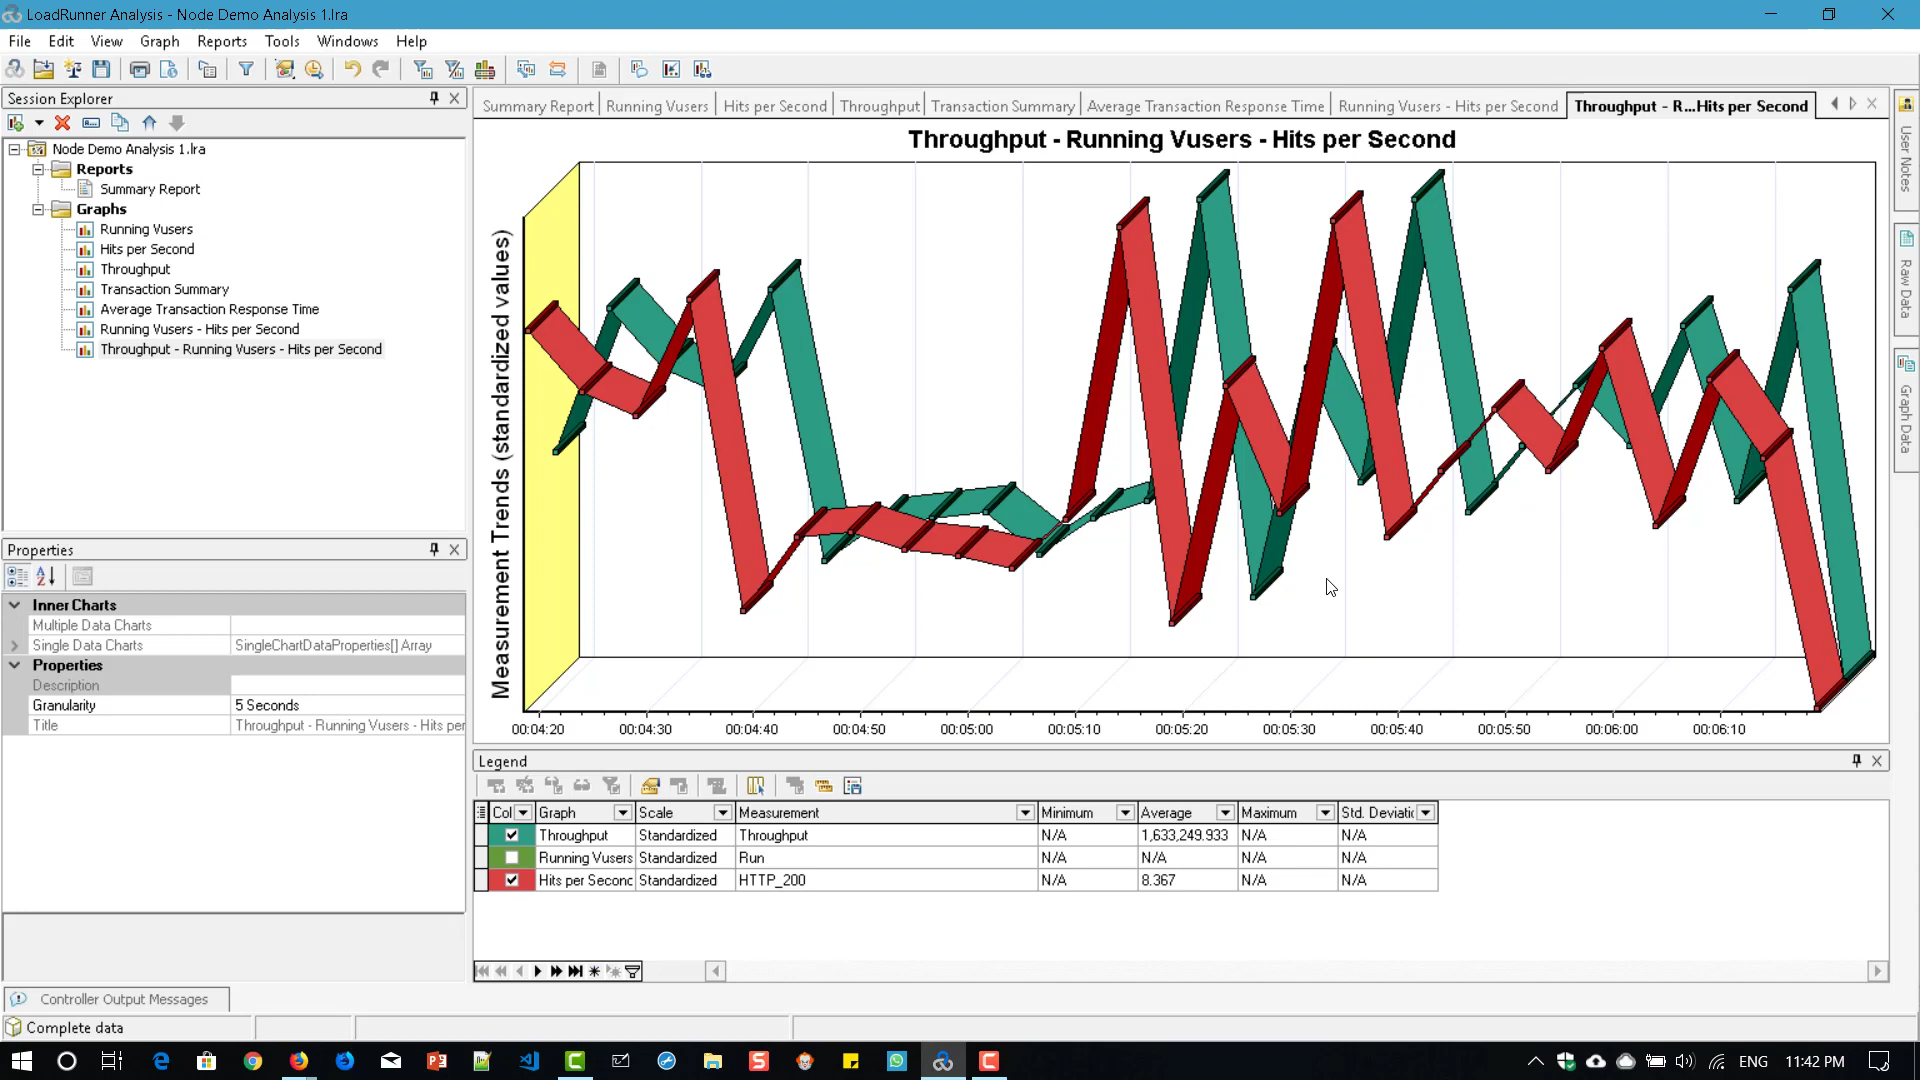 LoadRunner Analysis - Node Demo Analysis 1.lra
File Edit View Graph Reports Tools Windows Help
Session Explorer
Node Demo Analysis 1.lra
Reports
Summary Report
Graphs
Running Vusers
Hits per Second
Throughput
Transaction Summary
Average Transaction Response Time
Running Vusers - Hits per Second
Throughput - Running Vusers - Hits per Second
Properties
Inner Charts
Multiple Data Charts
Single Data Charts SingleChartDataProperties[] Array
Properties
Description
Granularity 5 Seconds
Title Throughput - Running Vusers - Hits per
Summary Report Running Vusers Hits per Second Throughput Transaction Summary Average Transaction Response Time Running Vusers - Hits per Second Throughput - R...Hits per Second
Throughput - Running Vusers - Hits per Second
Measurement Trends (standardized values)
00:04:20 00:04:30 00:04:40 00:04:50 00:05:00 00:05:10 00:05:20 00:05:30 00:05:40 00:05:50 00:06:00 00:06:10
User Notes
Raw Data
Graph Data
Legend
Col Graph Scale Measurement Minimum Average Maximum Std. Deviatic
Throughput Standardized Throughput N/A 1,633,249.933 N/A N/A
Running Vusers Standardized Run N/A N/A N/A N/A
Hits per Second Standardized HTTP_200 N/A 8.367 N/A N/A
Controller Output Messages
Complete data
ENG 11:42 PM